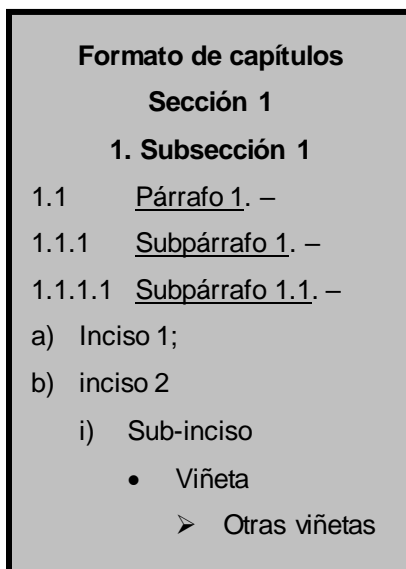 Formato de capítulos
Sección 1
1. Subsección 1
1.1 Párrafo 1. –
1.1.1 Subpárrafo 1. –
1.1.1.1 Subpárrafo 1.1. –
a) Inciso 1;
b) inciso 2
i) Sub-inciso
• Viñeta
➢ Otras viñetas